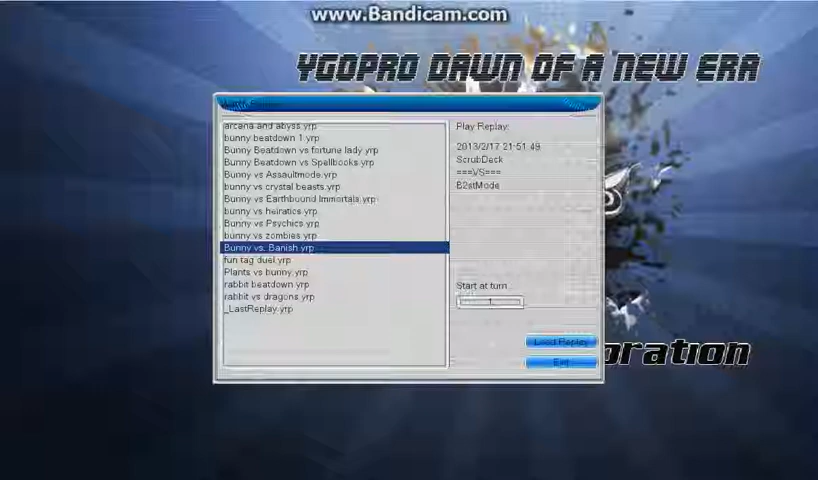 www.Bandicam.com
YGOPRO DAWN OF A NEW ERA
arcana and abyss.yrp
bunny beatdown 1.yrp
Bunny Beatdown vs fortune lady.yrp
Bunny Beatdown vs Spellbooks.yrp
Bunny vs Assaultmode.yrp
bunny vs crystal beasts.yrp
Bunny vs Earthbound Immortals.yrp
bunny vs heiratics.yrp
Bunny vs Psychics.yrp
bunny vs zombies.yrp
Bunny vs. Banish.yrp
fun tag duel.yrp
Plants vs bunny.yrp
rabbit beatdown.yrp
rabbit vs dragons.yrp
_LastReplay.yrp
Play Replay:
2013/2/17 21:51:49
ScrubDeck
===VS===
B2stMode
Start at turn
1
Load Replay
Exit
oration